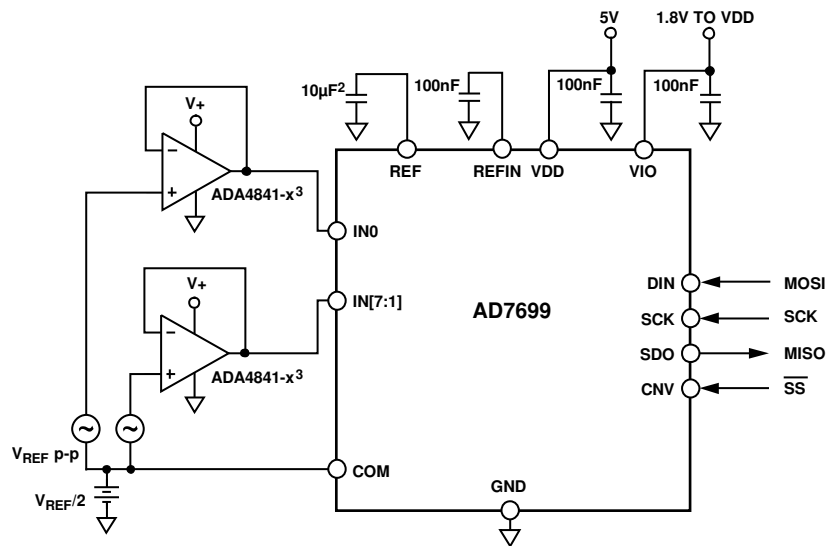 5V
1.8V TO VDD
10µF²
100nF
100nF
100nF
V+
−
+
ADA4841-x³
REF
REFIN
VDD
VIO
IN0
V+
IN[7:1]
−
+
ADA4841-x³
AD7699
DIN
MOSI
SCK
SCK
SDO
MISO
CNV
SS
~
~
VREF p-p
COM
VREF/2
GND